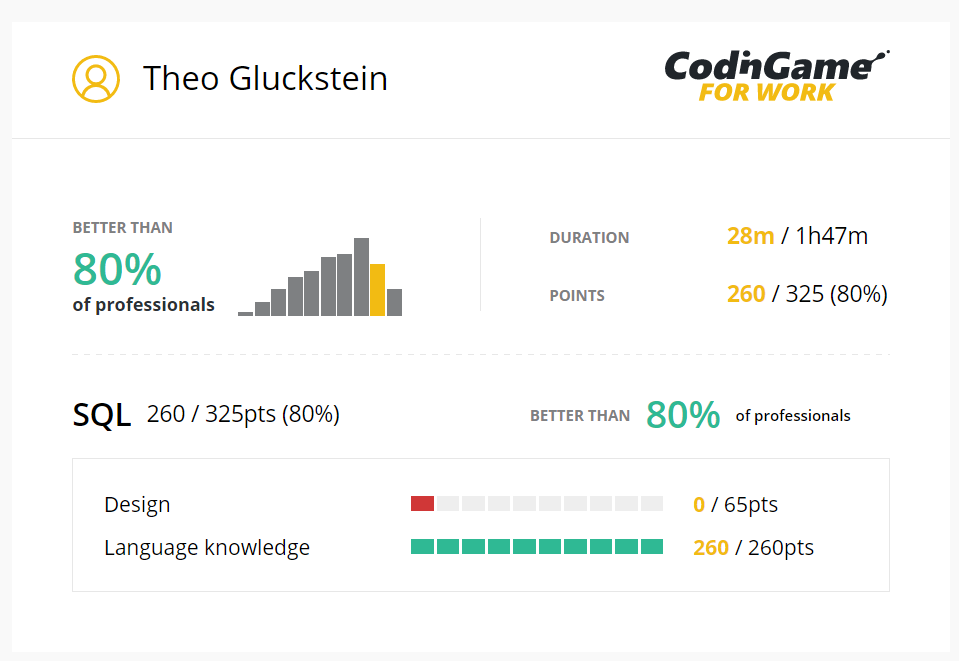 Theo Gluckstein
CodinGame
FOR WORK
BETTER THAN
80%
of professionals
DURATION 28m / 1h47m
POINTS 260 / 325 (80%)
SQL 260 / 325pts (80%)
BETTER THAN 80% of professionals
Design 0 / 65pts
Language knowledge 260 / 260pts